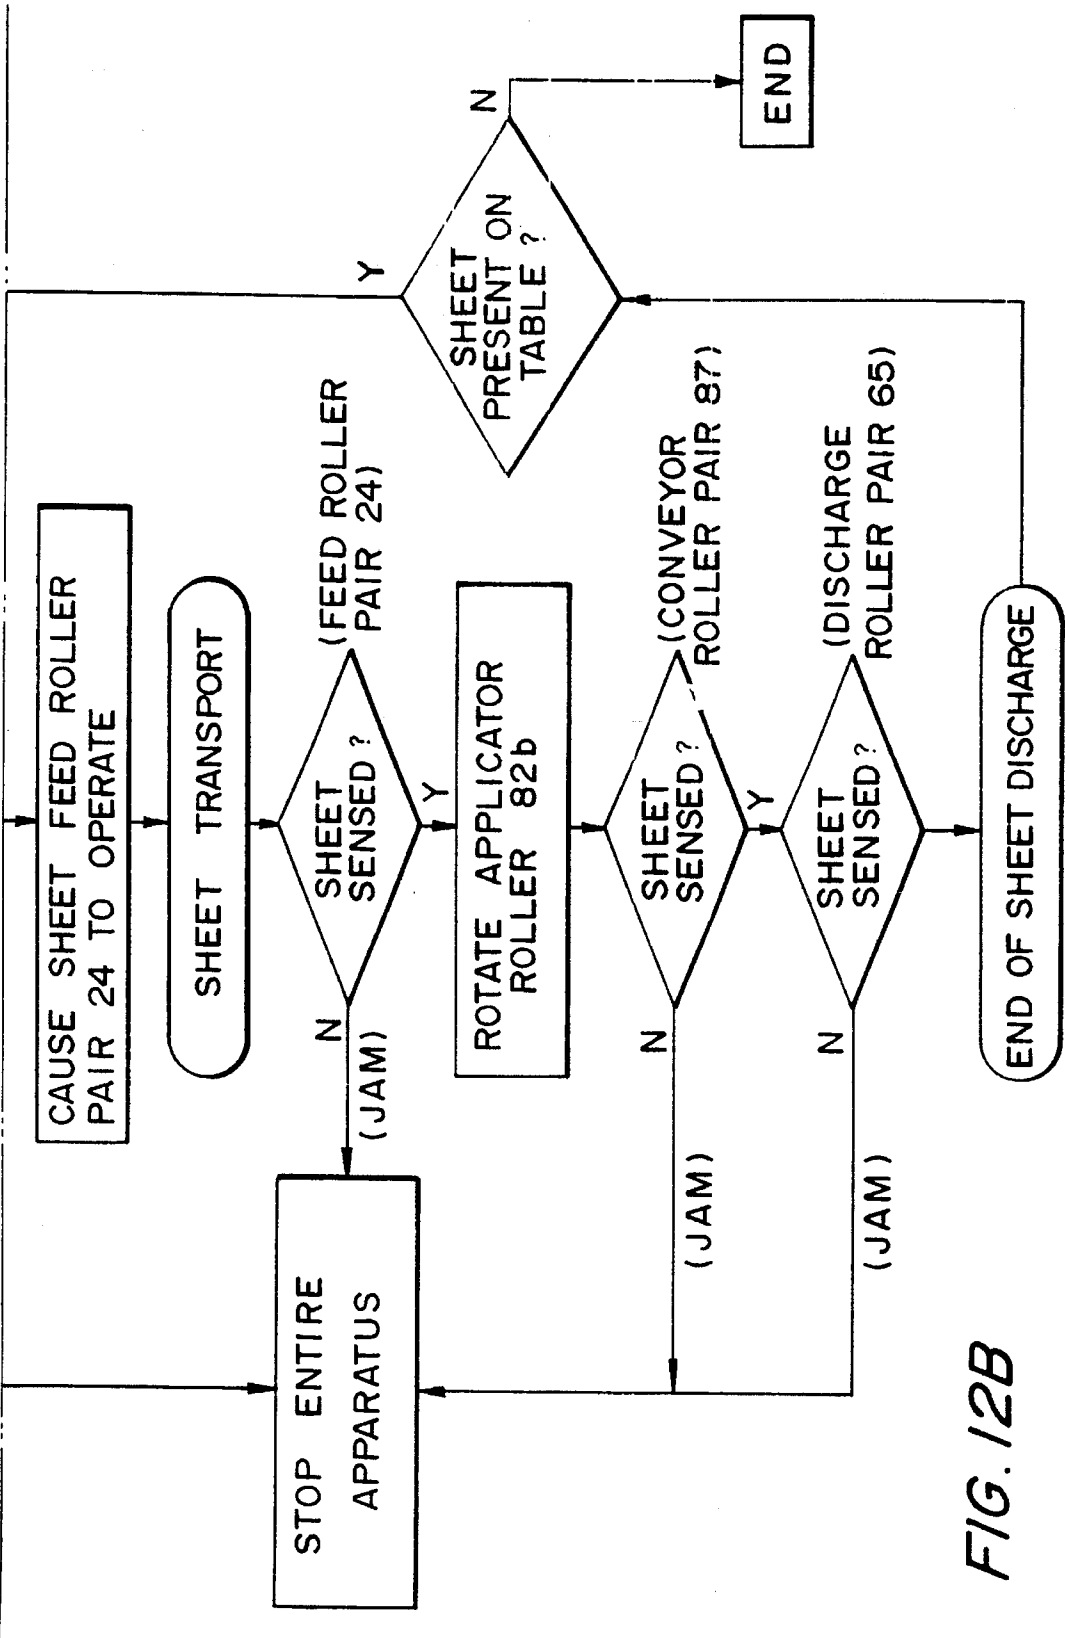 CAUSE SHEET FEED ROLLER
PAIR 24 TO OPERATE
SHEET TRANSPORT
SHEET
SENSED?
(FEED ROLLER
PAIR 24)
N
(JAM)
Y
STOP ENTIRE
APPARATUS
ROTATE APPLICATOR
ROLLER 82b
SHEET
SENSED?
(CONVEYOR
ROLLER PAIR 87)
N
(JAM)
Y
SHEET
SENSED?
(DISCHARGE
ROLLER PAIR 65)
N
(JAM)
END OF SHEET DISCHARGE
SHEET
PRESENT ON
TABLE?
Y
N
END
FIG. 12B